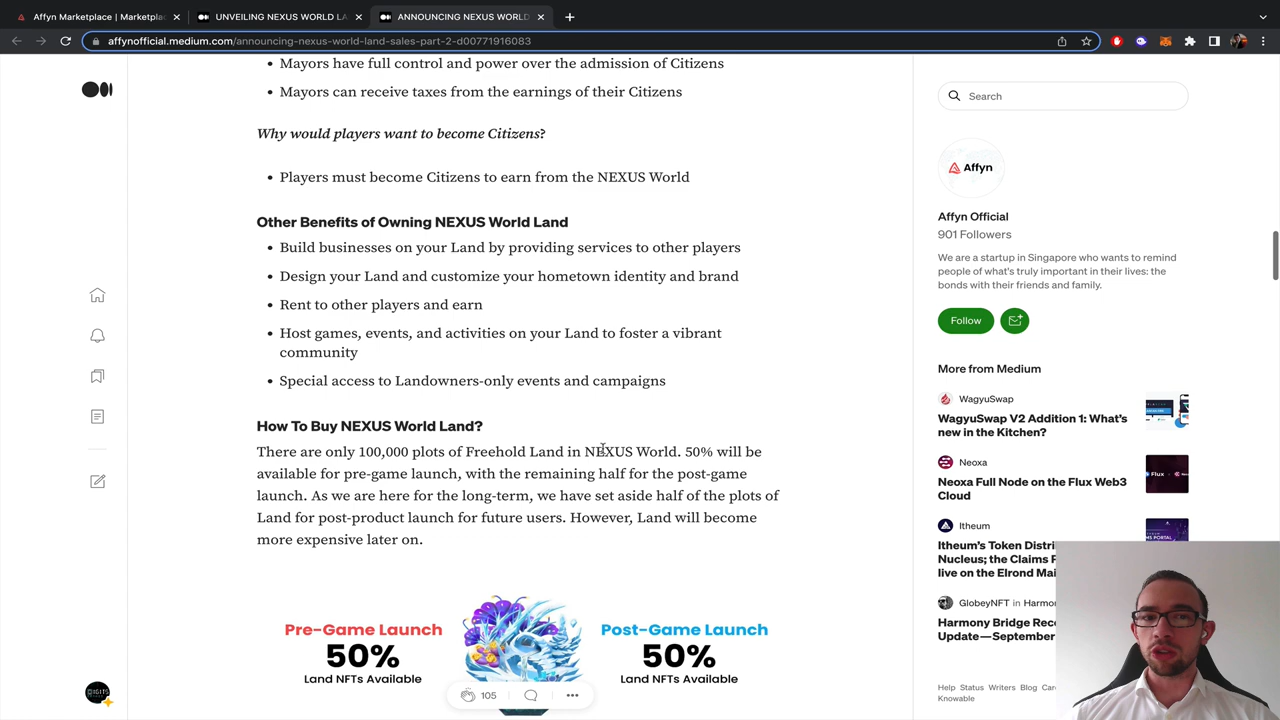 Affyn Marketplace | Marketplac
UNVEILING NEXUS WORLD LA
ANNOUNCING NEXUS WORLD
affynofficial.medium.com/announcing-nexus-world-land-sales-part-2-d00771916083
• Mayors have full control and power over the admission of Citizens
• Mayors can receive taxes from the earnings of their Citizens
Why would players want to become Citizens?
• Players must become Citizens to earn from the NEXUS World
Other Benefits of Owning NEXUS World Land
• Build businesses on your Land by providing services to other players
• Design your Land and customize your hometown identity and brand
• Rent to other players and earn
• Host games, events, and activities on your Land to foster a vibrant
community
• Special access to Landowners-only events and campaigns
How To Buy NEXUS World Land?
There are only 100,000 plots of Freehold Land in NEXUS World. 50% will be
available for pre-game launch, with the remaining half for the post-game
launch. As we are here for the long-term, we have set aside half of the plots of
Land for post-product launch for future users. However, Land will become
more expensive later on.
Pre-Game Launch
50%
Land NFTs Available
Post-Game Launch
50%
Land NFTs Available
105
Search
Affyn
Affyn Official
901 Followers
We are a startup in Singapore who wants to remind
people of what's truly important in their lives: the
bonds with their friends and family.
Follow
More from Medium
WagyuSwap
WagyuSwap V2 Addition 1: What's
new in the Kitchen?
Neoxa
Neoxa Full Node on the Flux Web3
Cloud
Itheum
Itheum's Token Distri
Nucleus; the Claims P
live on the Elrond Mai
GlobeyNFT in Harmon
Harmony Bridge Reco
Update—September
Help Status Writers Blog Car
Knowable